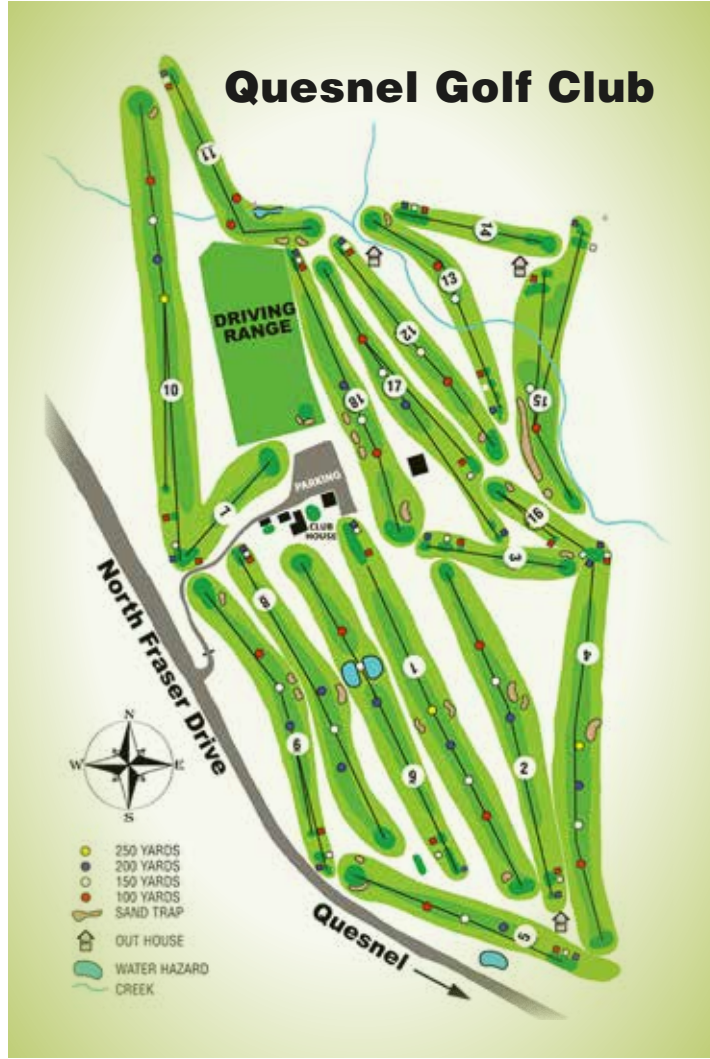 Quesnel Golf Club
11
14
13
DRIVING
RANGE
12
17
10
18
15
PARKING
7
16
CLUB
HOUSE
3
8
1
4
North Fraser Drive
6
9
2
N
W
E
S
250 YARDS
200 YARDS
150 YARDS
100 YARDS
SAND TRAP
OUT HOUSE
WATER HAZARD
CREEK
5
Quesnel